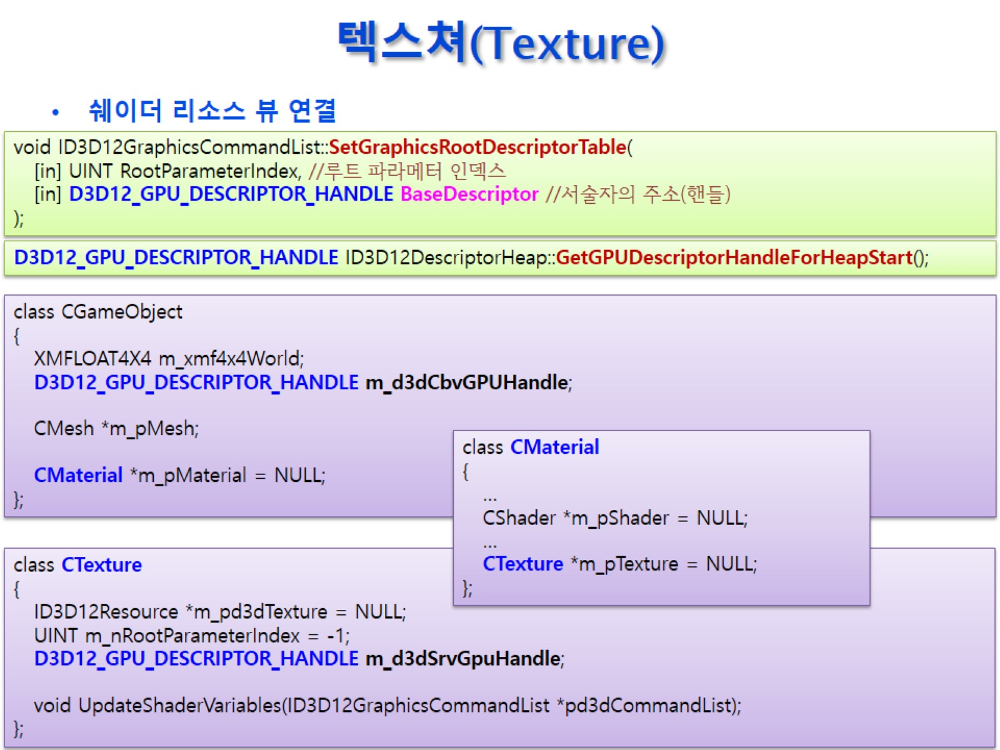 텍스쳐(Texture)
• 쉐이더 리소스 뷰 연결
void ID3D12GraphicsCommandList::SetGraphicsRootDescriptorTable(
[in] UINT RootParameterIndex, //루트 파라메터 인덱스
[in] D3D12_GPU_DESCRIPTOR_HANDLE BaseDescriptor //서술자의 주소(핸들)
);
D3D12_GPU_DESCRIPTOR_HANDLE ID3D12DescriptorHeap::GetGPUDescriptorHandleForHeapStart();
class CGameObject
{
XMFLOAT4X4 m_xmf4x4World;
D3D12_GPU_DESCRIPTOR_HANDLE m_d3dCbvGPUHandle;
CMesh *m_pMesh;
CMaterial *m_pMaterial = NULL;
};
class CMaterial
{
...
CShader *m_pShader = NULL;
...
CTexture *m_pTexture = NULL;
};
class CTexture
{
ID3D12Resource *m_pd3dTexture = NULL;
UINT m_nRootParameterIndex = -1;
D3D12_GPU_DESCRIPTOR_HANDLE m_d3dSrvGpuHandle;
void UpdateShaderVariables(ID3D12GraphicsCommandList *pd3dCommandList);
};